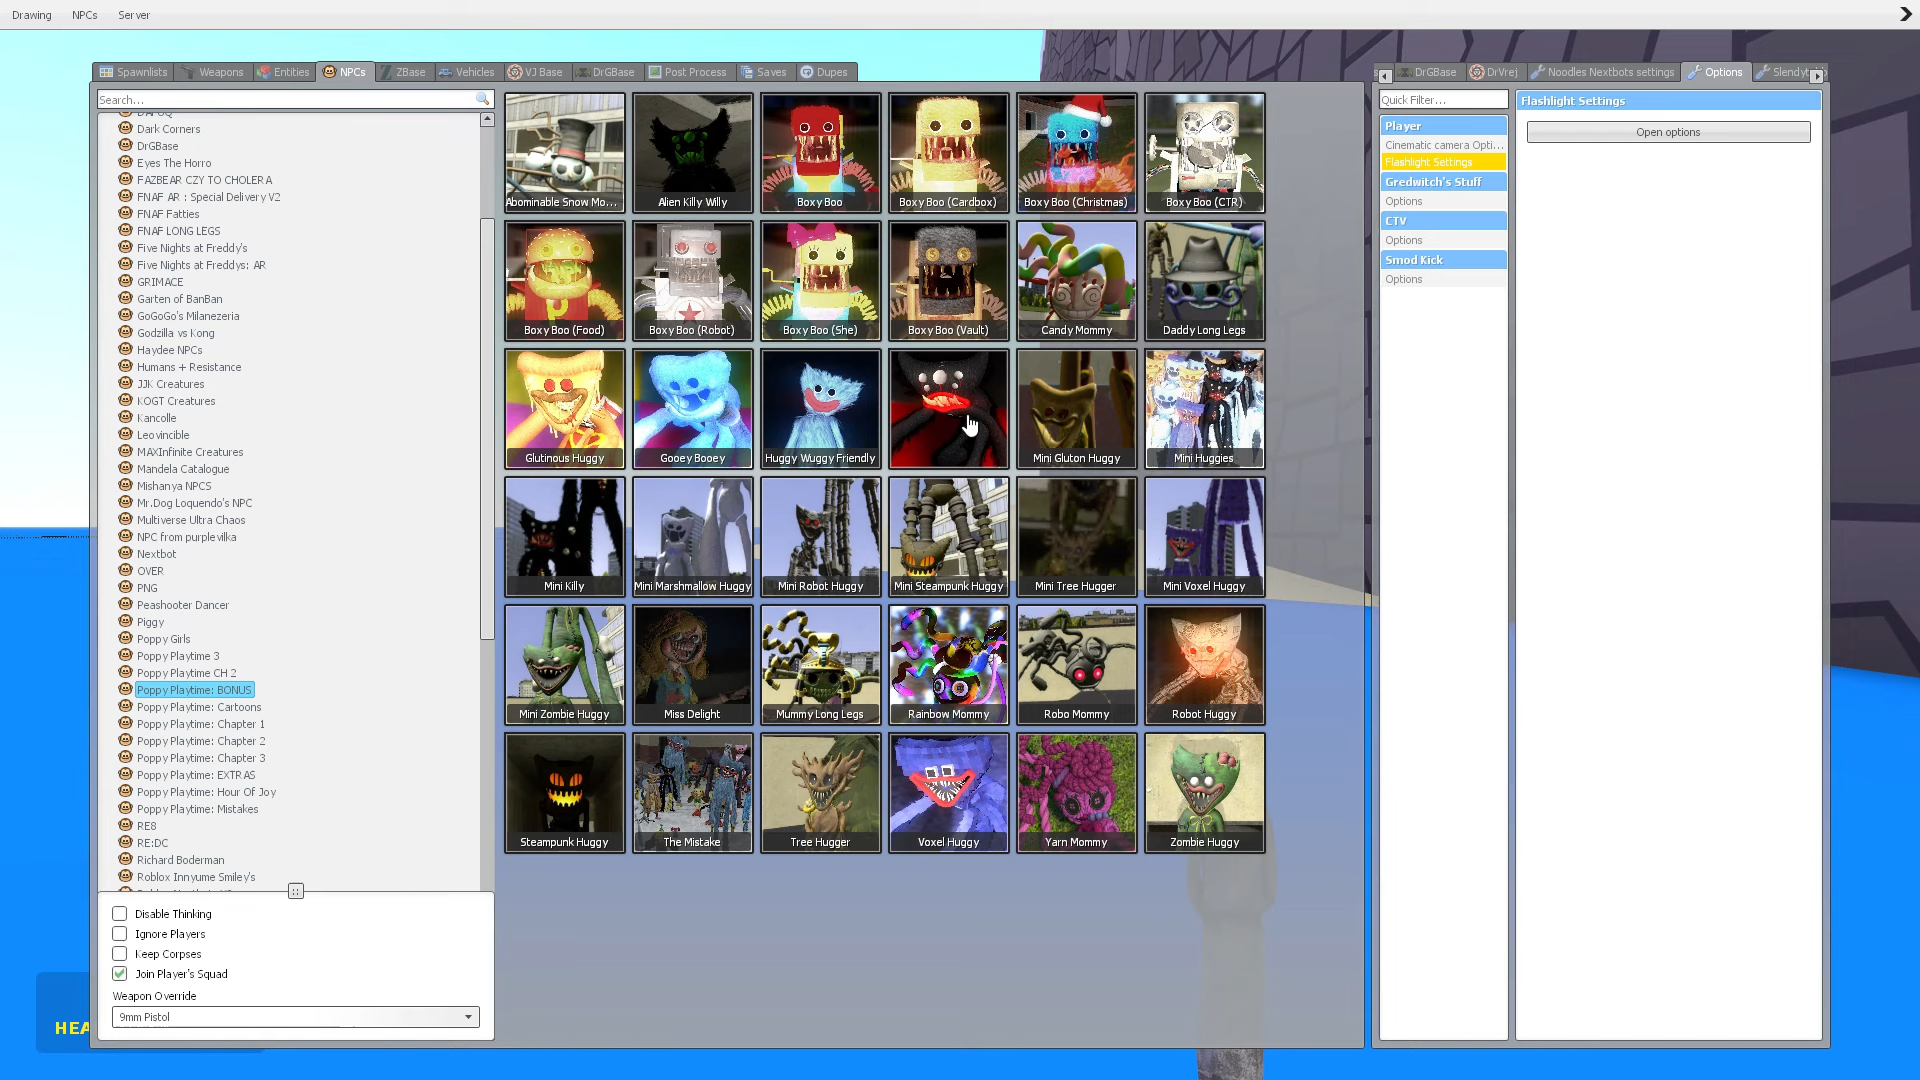 Drawing NPCs Server
Spawnlists Weapons Entities NPCs ZBase Vehicles VJ Base DrGBase Post Process Saves Dupes
Search...
Dark Corners
DrGBase
Eyes The Horro
FAZBEAR CZY TO CHOLERA
FNAF AR : Special Delivery V2
FNAF Fatties
FNAF LONG LEGS
Five Nights at Freddy's
Five Nights at Freddys: AR
GRIMACE
Garten of BanBan
GoGoGo's Milanezeria
Godzilla vs Kong
Haydee NPCs
Humans + Resistance
JJK Creatures
KOGT Creatures
Kancolle
Leovincible
MAXInfinite Creatures
Mandela Catalogue
Mishanya NPCS
Mr.Dog Loquendo's NPC
Multiverse Ultra Chaos
NPC from purplevilka
Nextbot
OVER
PNG
Peashooter Dancer
Piggy
Poppy Girls
Poppy Playtime 3
Poppy Playtime CH 2
Poppy Playtime: BONUS
Poppy Playtime: Cartoons
Poppy Playtime: Chapter 1
Poppy Playtime: Chapter 2
Poppy Playtime: Chapter 3
Poppy Playtime: EXTRAS
Poppy Playtime: Hour Of Joy
Poppy Playtime: Mistakes
RE8
RE:DC
Richard Boderman
Roblox Innyume Smiley's
Disable Thinking
Ignore Players
Keep Corpses
Join Player's Squad
Weapon Override
9mm Pistol
HEA
Abominable Snow Mo... Alien Killy Willy Boxy Boo Boxy Boo (Cardbox) Boxy Boo (Christmas) Boxy Boo (CTR)
Boxy Boo (Food) Boxy Boo (Robot) Boxy Boo (She) Boxy Boo (Vault) Candy Mommy Daddy Long Legs
Glutinous Huggy Gooey Booey Huggy Wuggy Friendly Mini Gluton Huggy Mini Huggies
Mini Killy Mini Marshmallow Huggy Mini Robot Huggy Mini Steampunk Huggy Mini Tree Hugger Mini Voxel Huggy
Mini Zombie Huggy Miss Delight Mummy Long Legs Rainbow Mommy Robo Mommy Robot Huggy
Steampunk Huggy The Mistake Tree Hugger Voxel Huggy Yarn Mommy Zombie Huggy
DrGBase DrVrej Noodles Nextbots settings Options Slendyt
Quick Filter...
Player
Cinematic camera Opti...
Flashlight Settings
Gredwitch's Stuff
Options
CTV
Options
Smod Kick
Options
Flashlight Settings
Open options